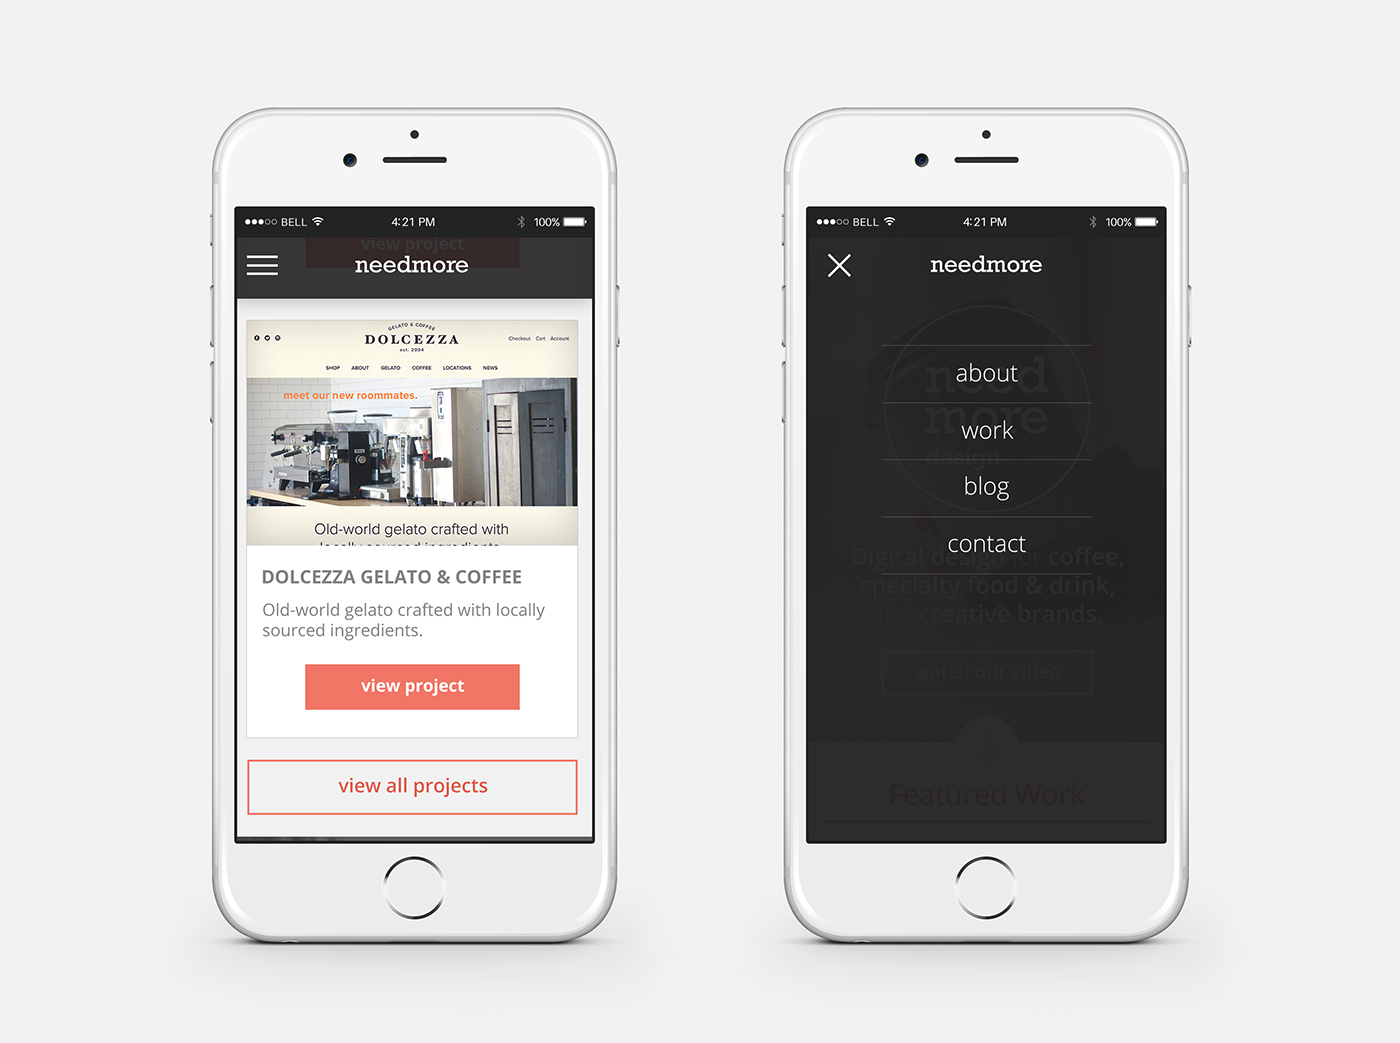 BELL 4:21 PM 100%
view project
needmore
GELATO & COFFEE
DOLCEZZA
est. 2004
Checkout Cart Account
SHOP ABOUT GELATO COFFEE LOCATIONS NEWS
meet our new roommates.
Old-world gelato crafted with
locally sourced ingredients
DOLCEZZA GELATO & COFFEE
Old-world gelato crafted with locally
sourced ingredients.
view project
view all projects
BELL 4:21 PM 100%
needmore
need
more
design
about
work
blog
contact
Digital design for coffee,
specialty food & drink,
and creative brands.
watch our video
Featured Work